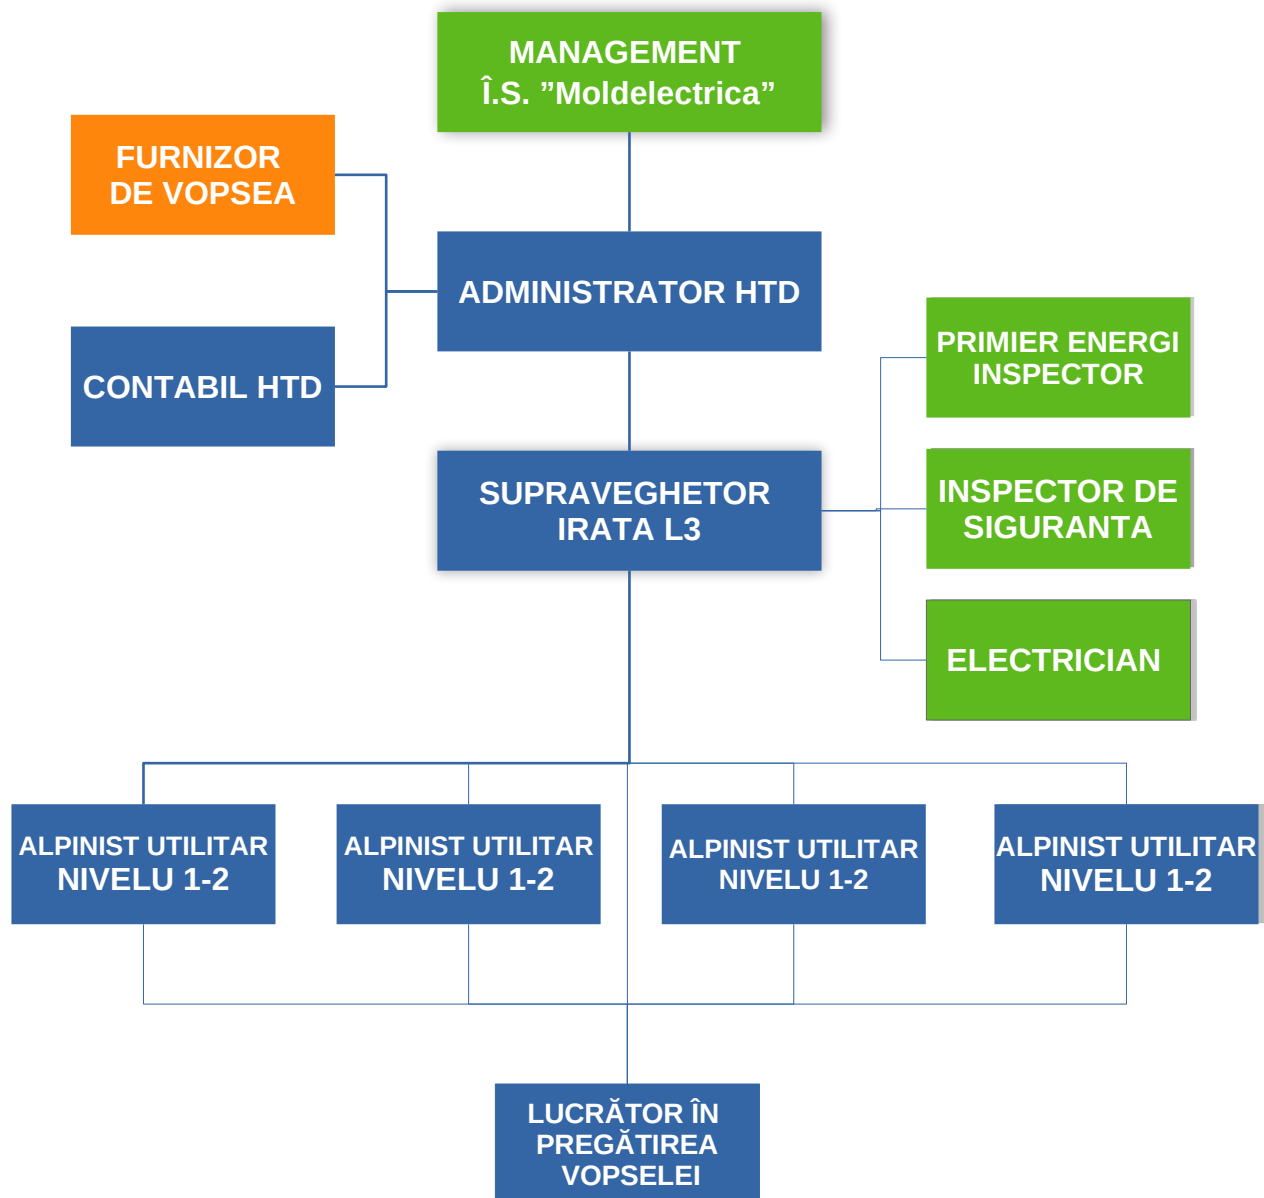 MANAGEMENT
Î.S. ”Moldelectrica”
FURNIZOR
DE VOPSEA
ADMINISTRATOR HTD
CONTABIL HTD
PRIMIER ENERGI
INSPECTOR
SUPRAVEGHETOR
IRATA L3
INSPECTOR DE
SIGURANTA
ELECTRICIAN
ALPINIST UTILITAR
NIVELU 1-2
ALPINIST UTILITAR
NIVELU 1-2
ALPINIST UTILITAR
NIVELU 1-2
ALPINIST UTILITAR
NIVELU 1-2
LUCRĂTOR ÎN
PREGĂTIREA
VOPSELEI